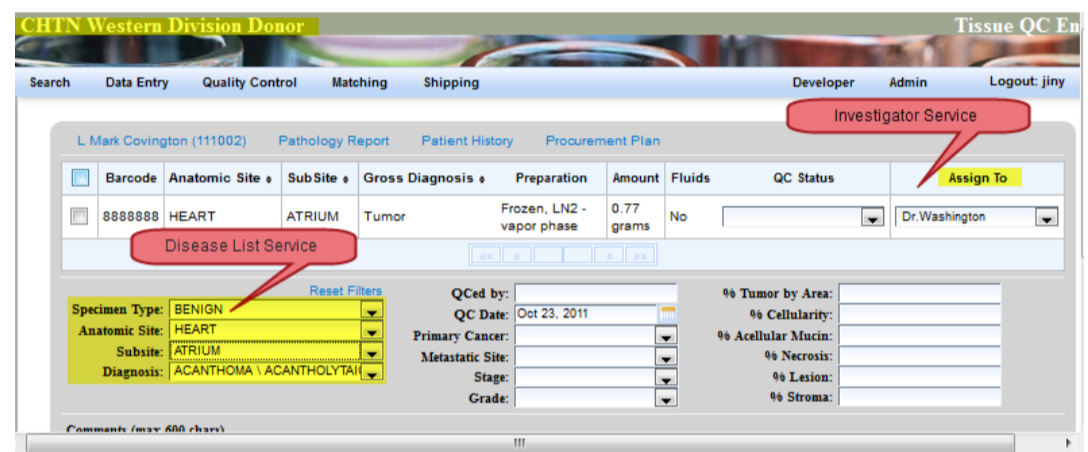 CHTN Western Division Donor
Tissue QC En
Search Data Entry Quality Control Matching Shipping Developer Admin Logout: jiny
Investigator Service
L Mark Covington (111002) Pathology Report Patient History Procurement Plan
Barcode Anatomic Site SubSite Gross Diagnosis Preparation Amount Fluids QC Status Assign To
8888888 HEART ATRIUM Tumor Frozen, LN2 - vapor phase 0.77 grams No Dr.Washington
Disease List Service
Reset Filters
Specimen Type: BENIGN
Anatomic Site: HEART
Subsite: ATRIUM
Diagnosis: ACANTHOMA \ ACANTHOLYTAI
QCed by:
QC Date: Oct 23, 2011
Primary Cancer:
Metastatic Site:
Stage:
Grade:
% Tumor by Area:
% Cellularity:
% Acellular Mucin:
% Necrosis:
% Lesion:
% Stroma:
Comments (max 600 chars)